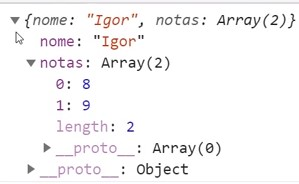 {nome: "Igor", notas: Array(2)}
nome: "Igor"
notas: Array(2)
0: 8
1: 9
length: 2
__proto__: Array(0)
__proto__: Object